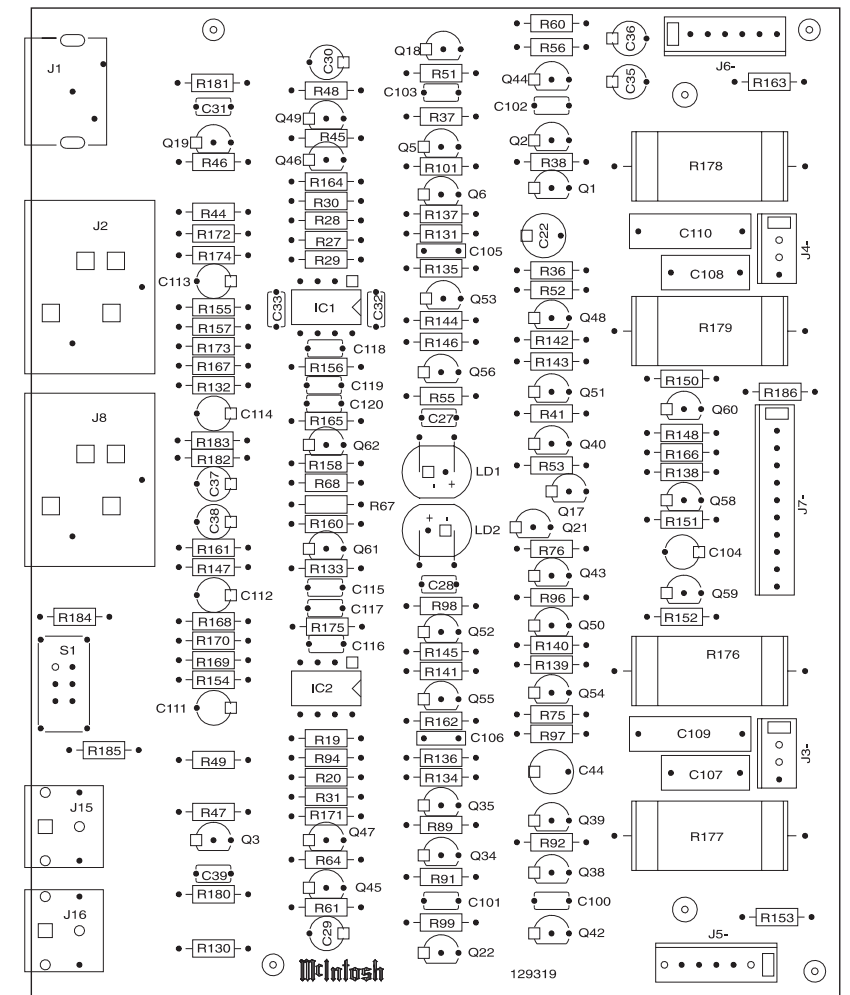 J1
R181
C31
Q19
R46
J2
R44
R172
R174
C113
R155
R157
R173
R167
R132
C114
J8
R183
R182
C37
C38
R161
R147
C112
R184
R168
S1
R170
R169
R154
C111
R185
R49
J15
R47
Q3
C39
R180
J16
R130
C30
R48
Q49
R45
Q46
R164
R30
R28
R27
R29
C33
IC1
C32
C118
R156
C119
C120
R165
Q62
R158
R68
R67
R160
Q61
R133
C115
C117
R175
C116
IC2
R19
R94
R20
R31
R171
Q47
R64
Q45
R61
C29
McIntosh
Q18
R51
C103
R37
Q5
R101
Q6
R137
R131
C105
R135
Q53
R144
R146
Q56
R55
C27
LD1
- +
LD2
+ -
C28
R98
Q52
R145
R141
Q55
R162
C106
R136
R134
Q35
R89
Q34
R91
C101
R99
Q22
R60
R56
Q44
C102
Q2
R38
Q1
C22
R36
R52
Q48
R142
R143
Q51
R41
Q40
R53
Q17
Q21
R76
Q43
R96
Q50
R140
R139
Q54
R75
R97
C44
Q39
R92
Q38
C100
Q42
129319
C36
C35
J6-
R163
R178
C110
J4-
C108
R179
R150
R186
Q60
R148
R166
R138
Q58
R151
J7-
C104
Q59
R152
R176
C109
J3-
C107
R177
R153
J5-